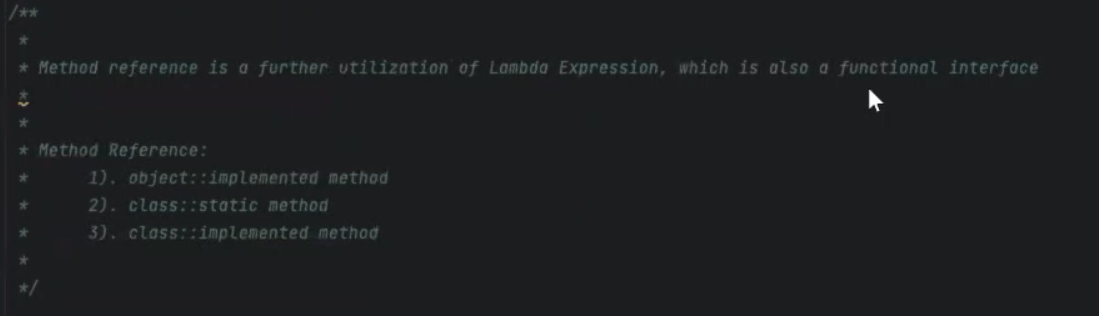 /**
*
* Method reference is a further utilization of Lambda Expression, which is also a functional interface
*
*
* Method Reference:
* 1). object::implemented method
* 2). class::static method
* 3). class::implemented method
*
*/